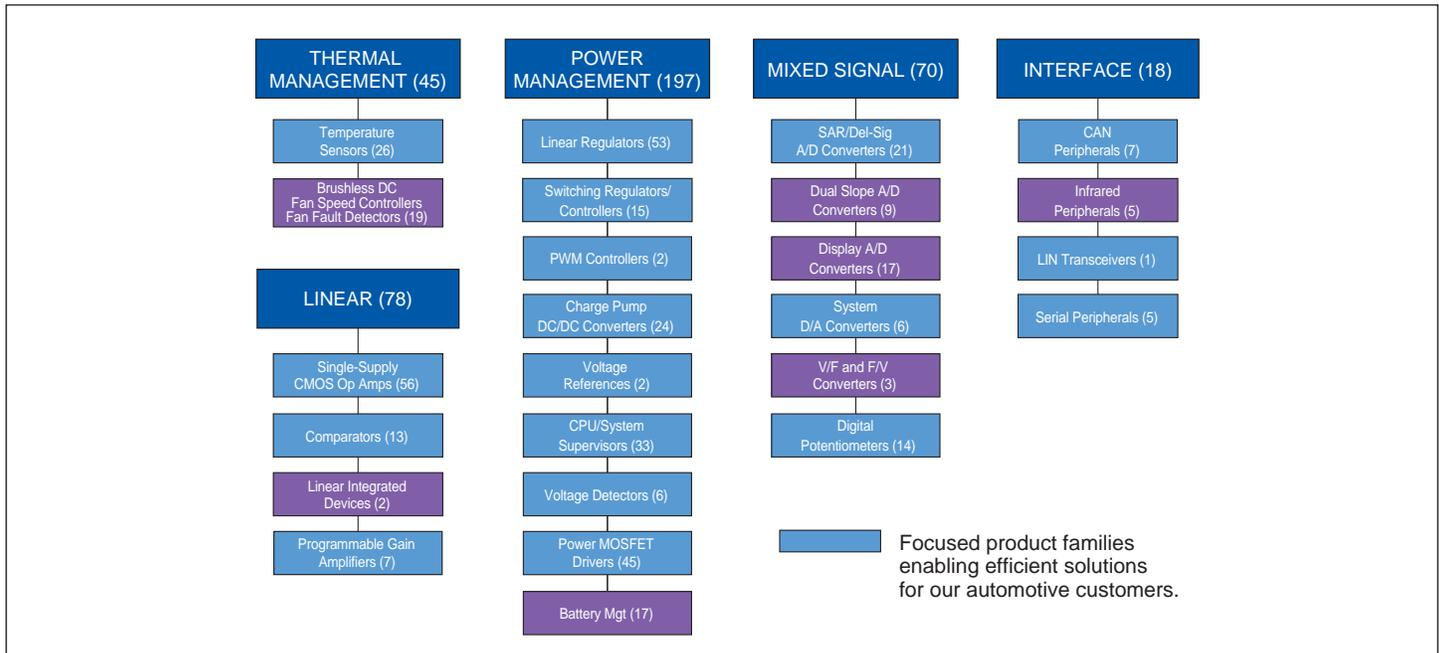 THERMAL
MANAGEMENT (45)
Temperature
Sensors (26)
Brushless DC
Fan Speed Controllers
Fan Fault Detectors (19)
LINEAR (78)
Single-Supply
CMOS Op Amps (56)
Comparators (13)
Linear Integrated
Devices (2)
Programmable Gain
Amplifiers (7)
POWER
MANAGEMENT (197)
Linear Regulators (53)
Switching Regulators/
Controllers (15)
PWM Controllers (2)
Charge Pump
DC/DC Converters (24)
Voltage
References (2)
CPU/System
Supervisors (33)
Voltage Detectors (6)
Power MOSFET
Drivers (45)
Battery Mgt (17)
MIXED SIGNAL (70)
SAR/Del-Sig
A/D Converters (21)
Dual Slope A/D
Converters (9)
Display A/D
Converters (17)
System
D/A Converters (6)
V/F and F/V
Converters (3)
Digital
Potentiometers (14)
INTERFACE (18)
CAN
Peripherals (7)
Infrared
Peripherals (5)
LIN Transceivers (1)
Serial Peripherals (5)
Focused product families
enabling efficient solutions
for our automotive customers.